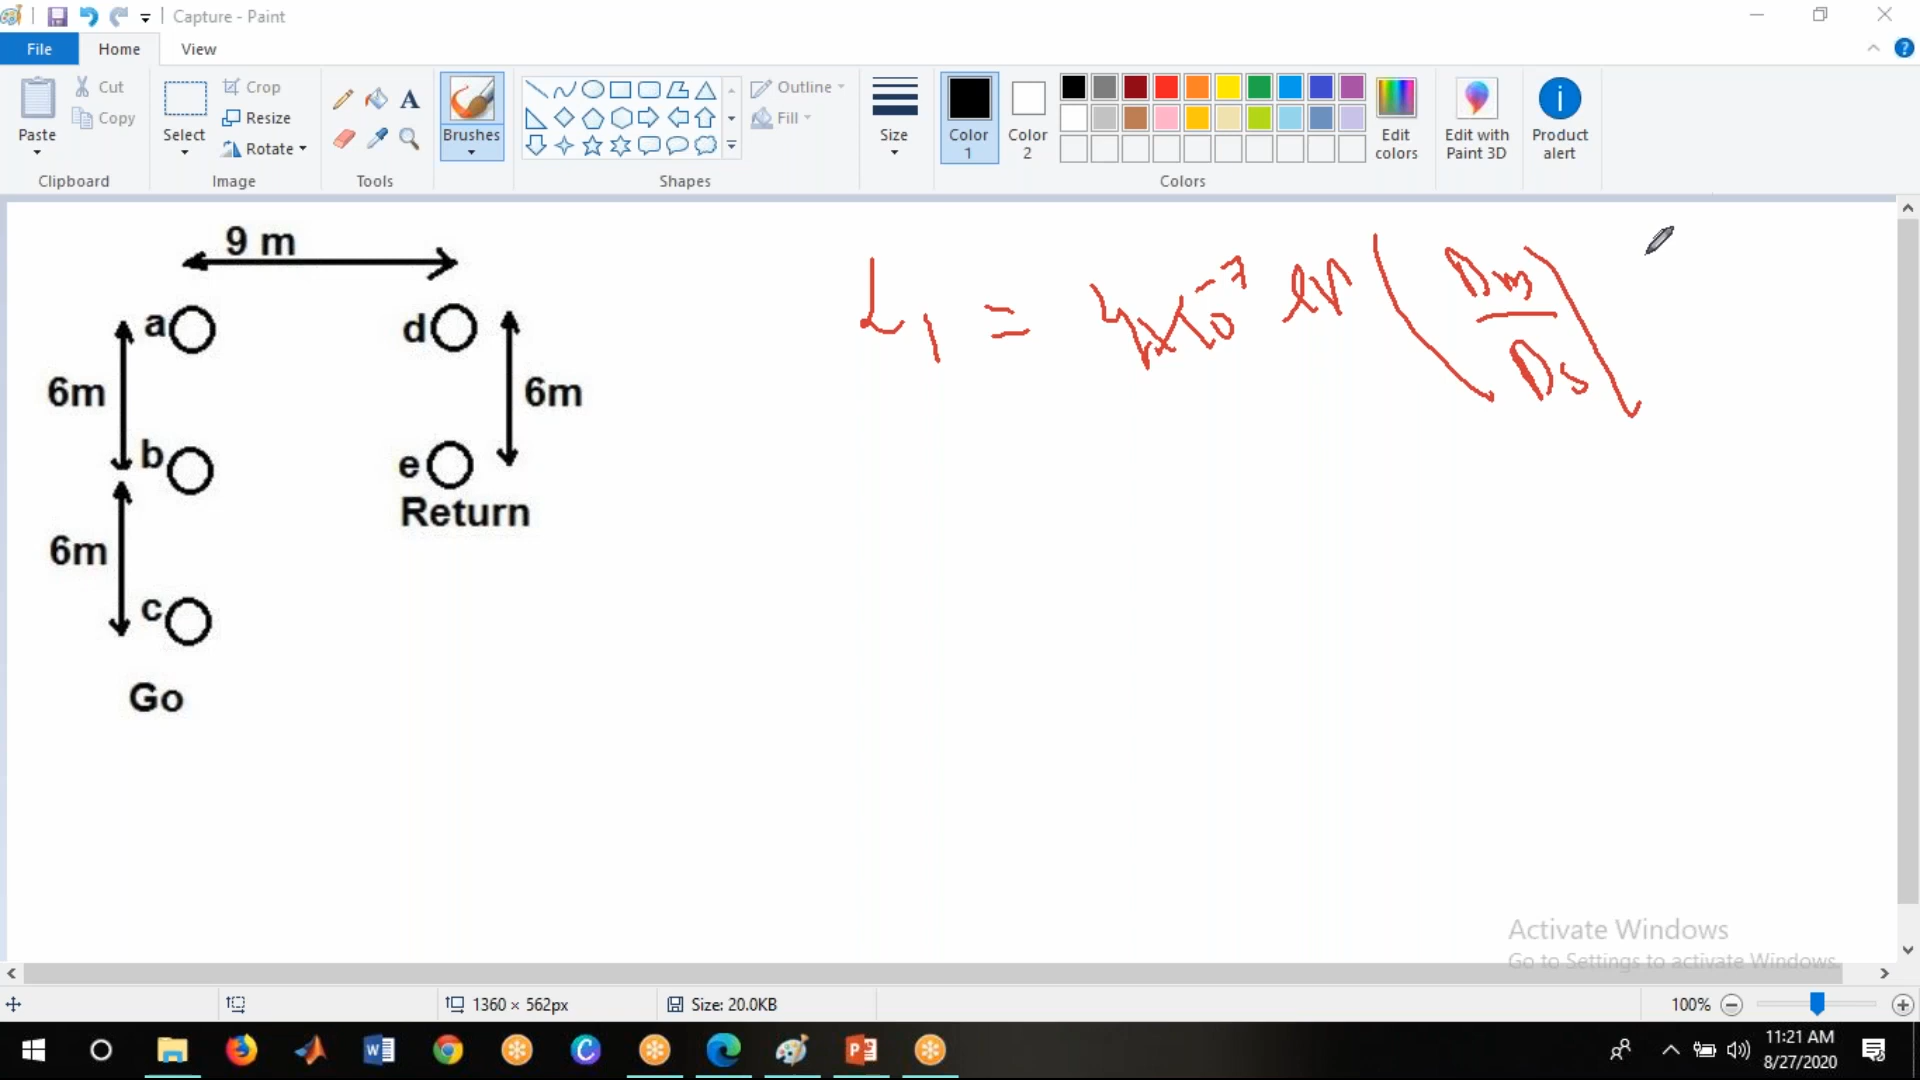 Capture - Paint
File Home View
Paste Cut Copy Select Crop Resize Rotate A Brushes Outline Fill Size Color 1 Color 2 Edit colors Edit with Paint 3D Product alert
Clipboard Image Tools Shapes Colors
9 m
a d
6m 6m
b e
Return
6m
c
Go
L1 = 4×10^-7 ln (Dm/Ds)
Activate Windows
Go to Settings to activate Windows.
1360 × 562px Size: 20.0KB 100%
11:21 AM
8/27/2020